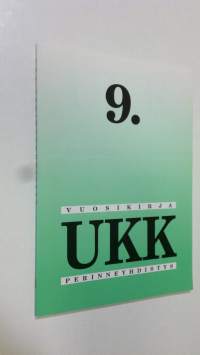 9.
VUOSIKIRJA
UKK
PERINNEYHDISTYS